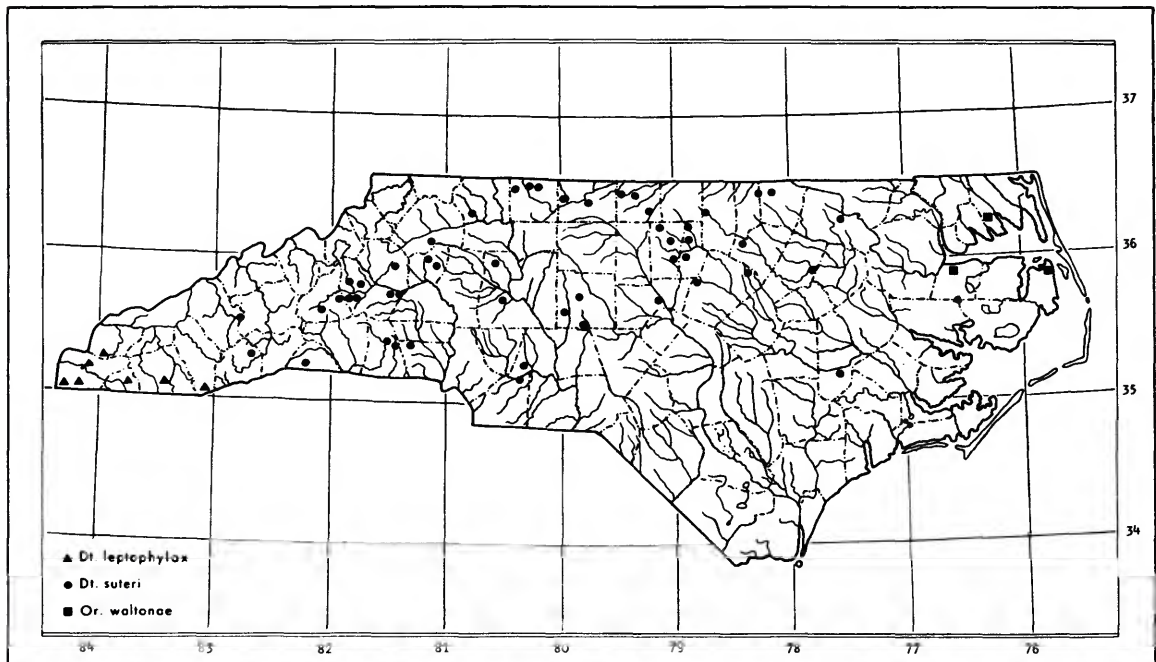 37
36
35
34
▲ Dt. leptophylax
● Dt. suteri
■ Or. waltonae
84 83 82 81 80 79 78 77 76